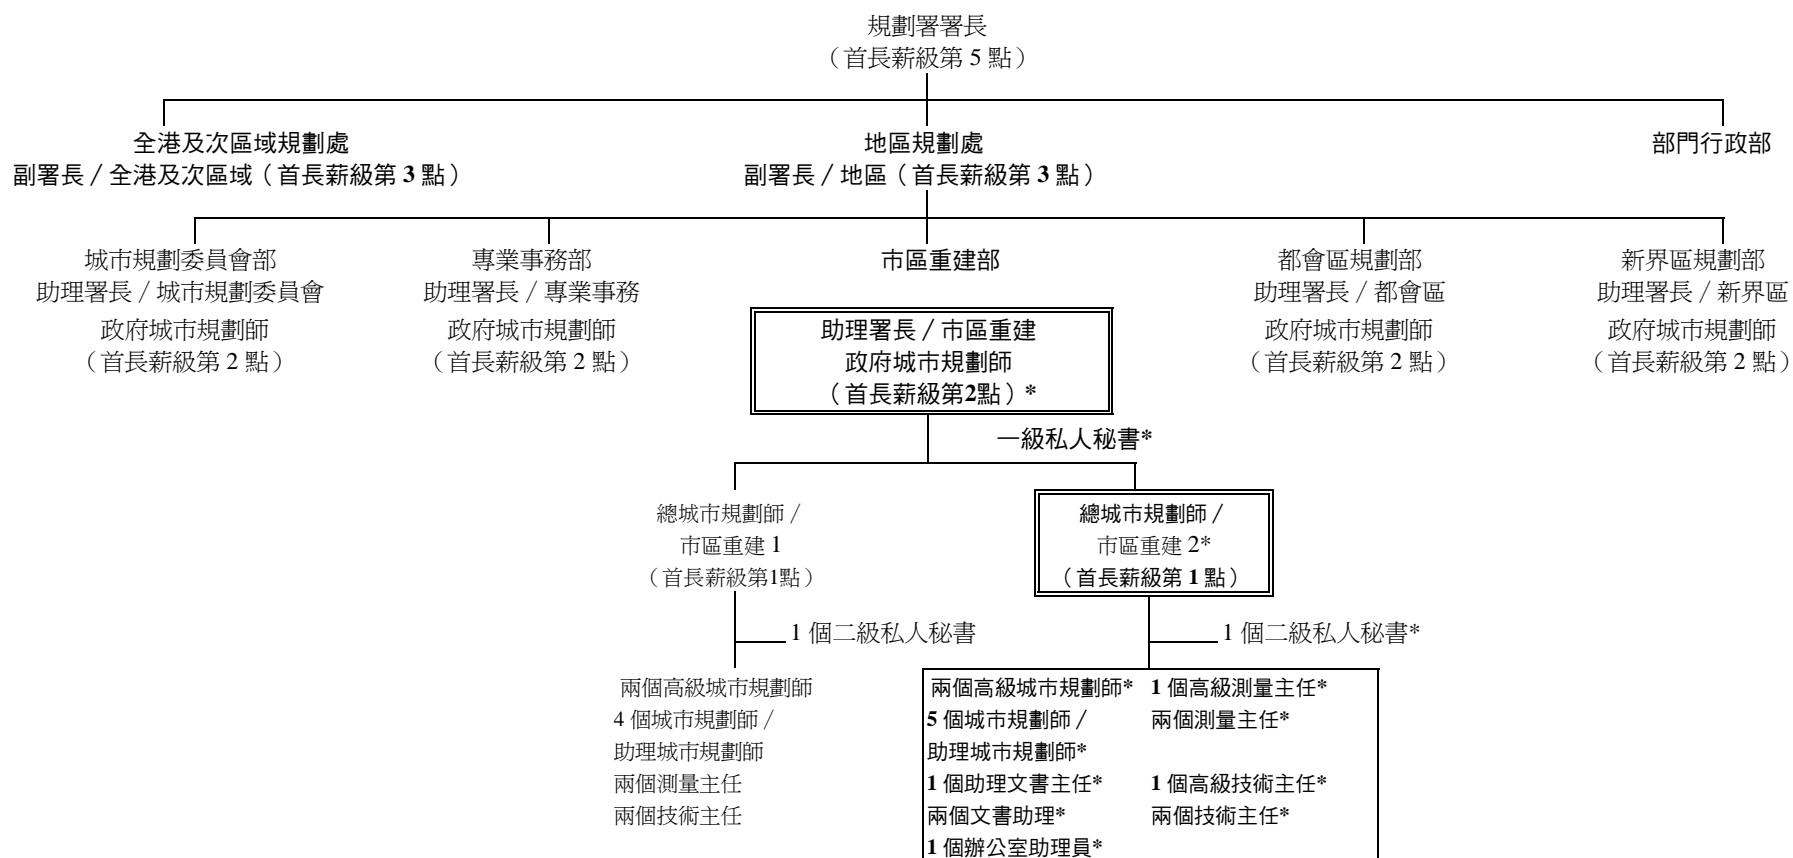 規劃署署長
（首長薪級第 5 點）
全港及次區域規劃處
副署長 / 全港及次區域（首長薪級第 3 點）
地區規劃處
副署長 / 地區（首長薪級第 3 點）
部門行政部
城市規劃委員會部
助理署長 / 城市規劃委員會
政府城市規劃師
（首長薪級第 2 點）
專業事務部
助理署長 / 專業事務
政府城市規劃師
（首長薪級第 2 點）
市區重建部
助理署長 / 市區重建
政府城市規劃師
（首長薪級第2點）*
都會區規劃部
助理署長 / 都會區
政府城市規劃師
（首長薪級第 2 點）
新界區規劃部
助理署長 / 新界區
政府城市規劃師
（首長薪級第 2 點）
一級私人秘書*
總城市規劃師 /
市區重建 1
（首長薪級第1點）
1 個二級私人秘書
兩個高級城市規劃師
4 個城市規劃師 /
助理城市規劃師
兩個測量主任
兩個技術主任
總城市規劃師 /
市區重建 2*
（首長薪級第 1 點）
1 個二級私人秘書*
兩個高級城市規劃師* 1 個高級測量主任*
5 個城市規劃師 / 兩個測量主任*
助理城市規劃師*
1 個助理文書主任* 1 個高級技術主任*
兩個文書助理* 兩個技術主任*
1 個辦公室助理員*